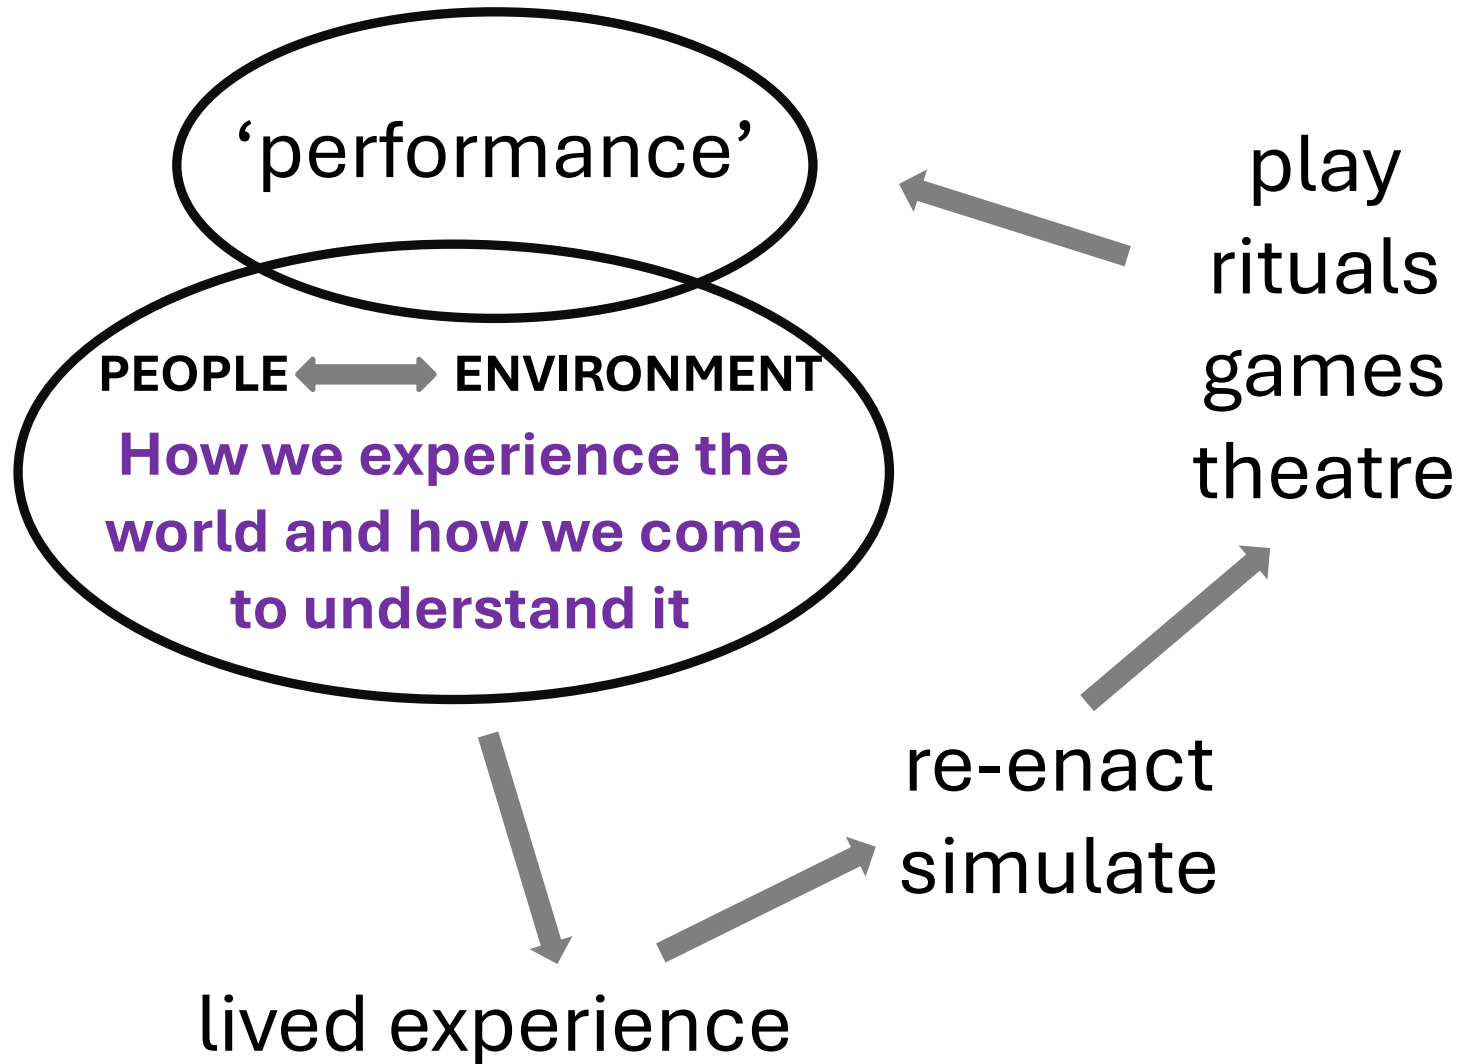 ‘performance’
PEOPLE ENVIRONMENT
How we experience the
world and how we come
to understand it
play
rituals
games
theatre
re-enact
simulate
lived experience